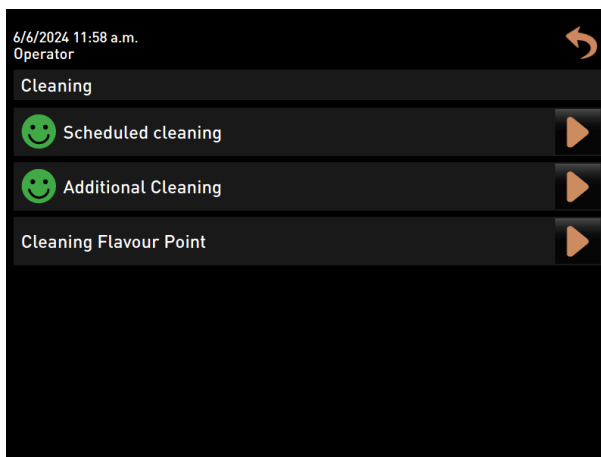 6/6/2024 11:58 a.m.
Operator
Cleaning
Scheduled cleaning
Additional Cleaning
Cleaning Flavour Point